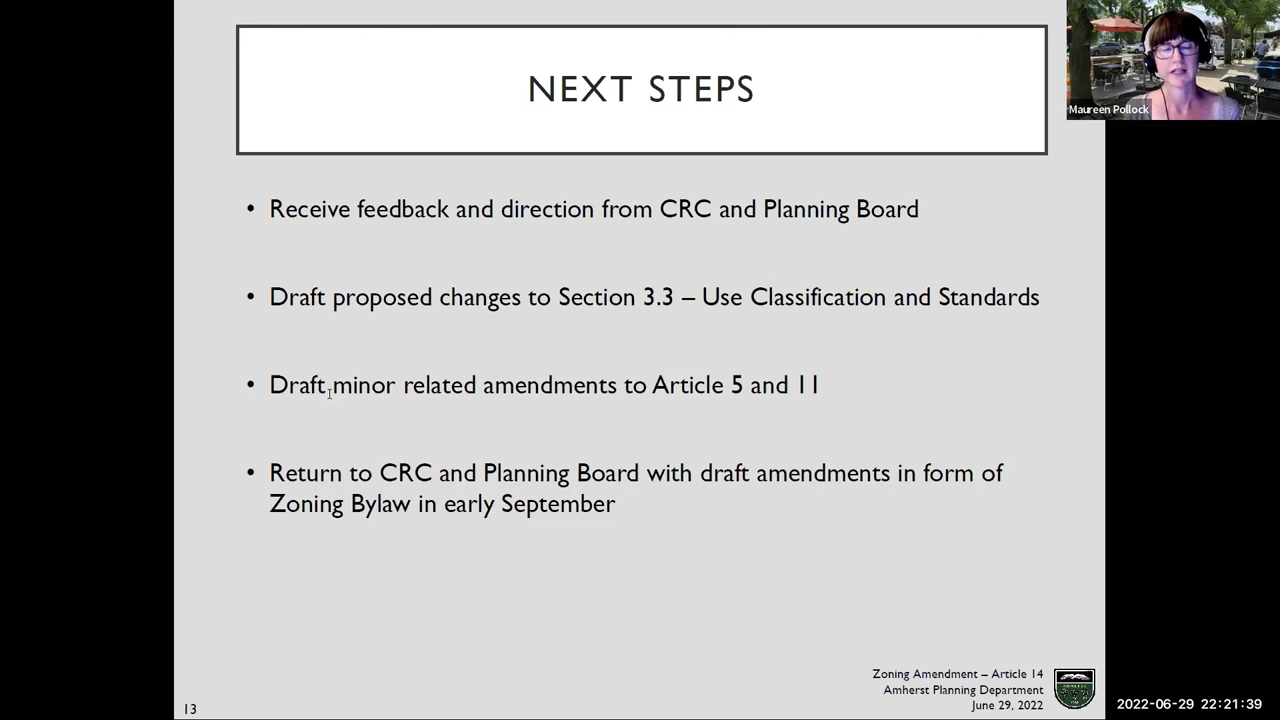 NEXT STEPS
Maureen Pollock
• Receive feedback and direction from CRC and Planning Board
• Draft proposed changes to Section 3.3 – Use Classification and Standards
• Draft minor related amendments to Article 5 and 11
• Return to CRC and Planning Board with draft amendments in form of
Zoning Bylaw in early September
Zoning Amendment – Article 14
Amherst Planning Department
June 29, 2022
13
2022-06-29 22:21:39